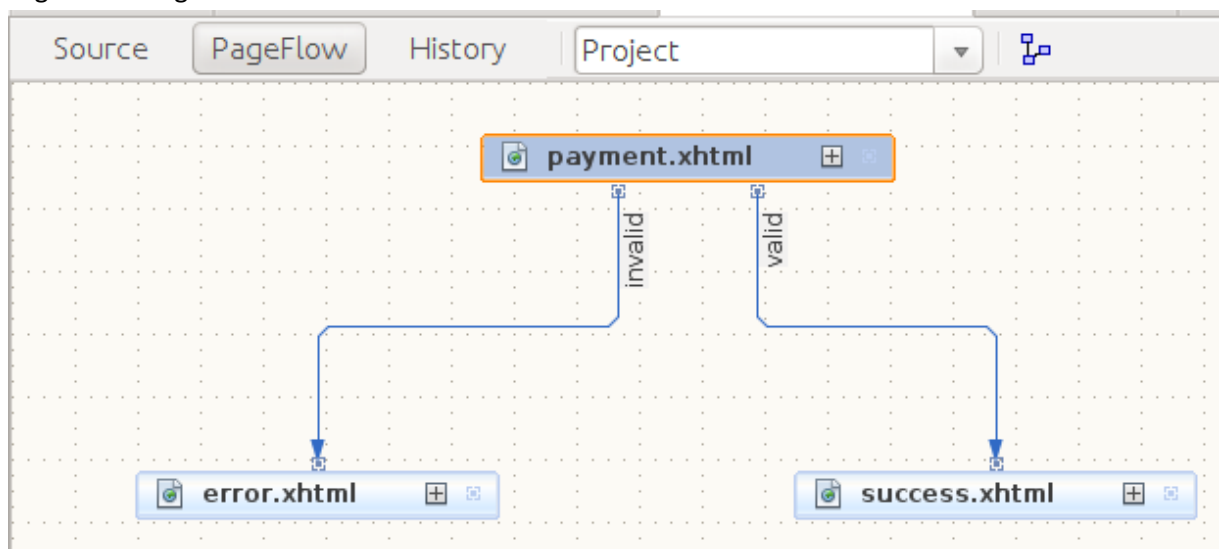 Source PageFlow History Project
payment.xhtml
invalid
valid
error.xhtml
success.xhtml